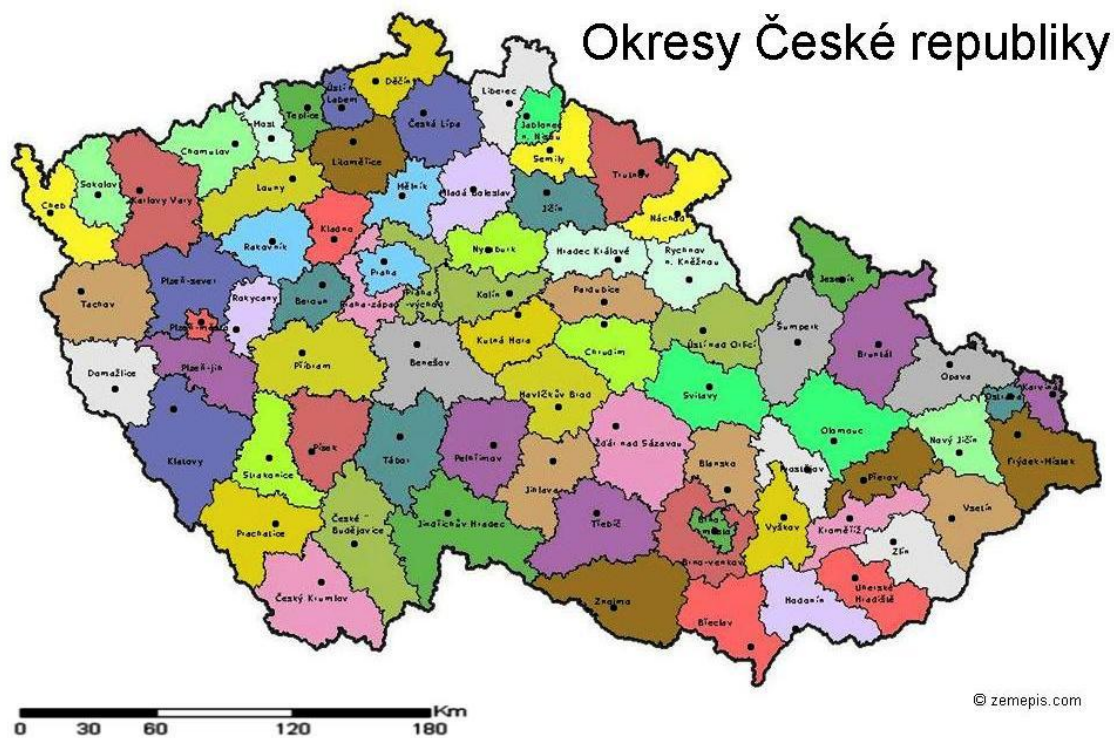 Okresy České republiky
Děčín
Ústí n. Labem
Teplice
Most
Chomutov
Česká Lípa
Liberec
Jablonec n. Nisou
Semily
Trutnov
Litoměřice
Louny
Mělník
Mladá Boleslav
Jičín
Náchod
Sokolov
Cheb
Karlovy Vary
Kladno
Rakovník
Praha
Nymburk
Hradec Králové
Rychnov n. Kněžnou
Jeseník
Plzeň-sever
Rokycany
Beroun
Praha-západ
Praha-východ
Kolín
Pardubice
Tachov
Plzeň-město
Kutná Hora
Chrudim
Ústí nad Orlicí
Šumperk
Bruntál
Opava
Karviná
Ostrava
Domažlice
Plzeň-jih
Příbram
Benešov
Havlíčkův Brod
Svitavy
Olomouc
Nový Jičín
Frýdek-Místek
Klatovy
Strakonice
Písek
Tábor
Pelhřimov
Jihlava
Žďár nad Sázavou
Blansko
Prostějov
Přerov
Vsetín
Prachatice
České Budějovice
Jindřichův Hradec
Třebíč
Brno město
Brno-venkov
Vyškov
Kroměříž
Zlín
Český Krumlov
Znojmo
Břeclav
Hodonín
Uherské Hradiště
Km
0 30 60 120 180
© zemepis.com